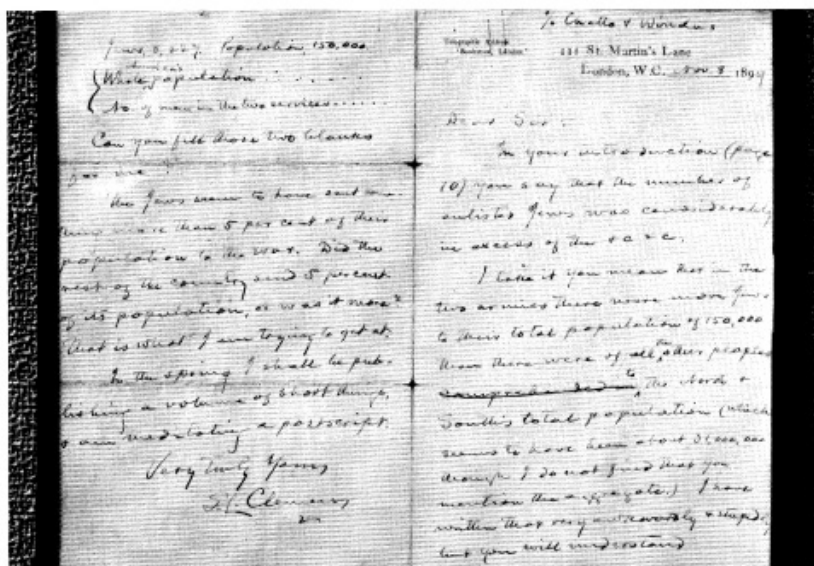 c/o Chatto & Windus
Telegraphic Address
111 St. Martin's Lane
London, W.C. Nov 8 1899
Dear Sir:
In your introduction (page
10) you say that the number of
enlisted Jews was considerably
in excess of the &c &c.
I take it you mean that in the
two armies there were more Jews
to their total population of 150,000
than there were of all the other peoples
to the North &
South's total population (which
seems to have been about 31,000,000
though I do not find that you
mention the aggregate.) I have
written that very awkwardly & stupidly
but you will understand
Jews, 8,227. Population, 150,000
America's
Whole population . . . . . .
No. of men in the two services . . . . .
Can you fill those two blanks
for me?
The Jews seem to have sent some-
thing more than 5 per cent of their
population to the war. Did the
rest of the country send 5 percent
of its population, or was it more?
That is what I am trying to get at.
In the spring I shall be pub-
lishing a volume of short things,
& am meditating a postscript.
Very truly Yours
S. L. Clemens